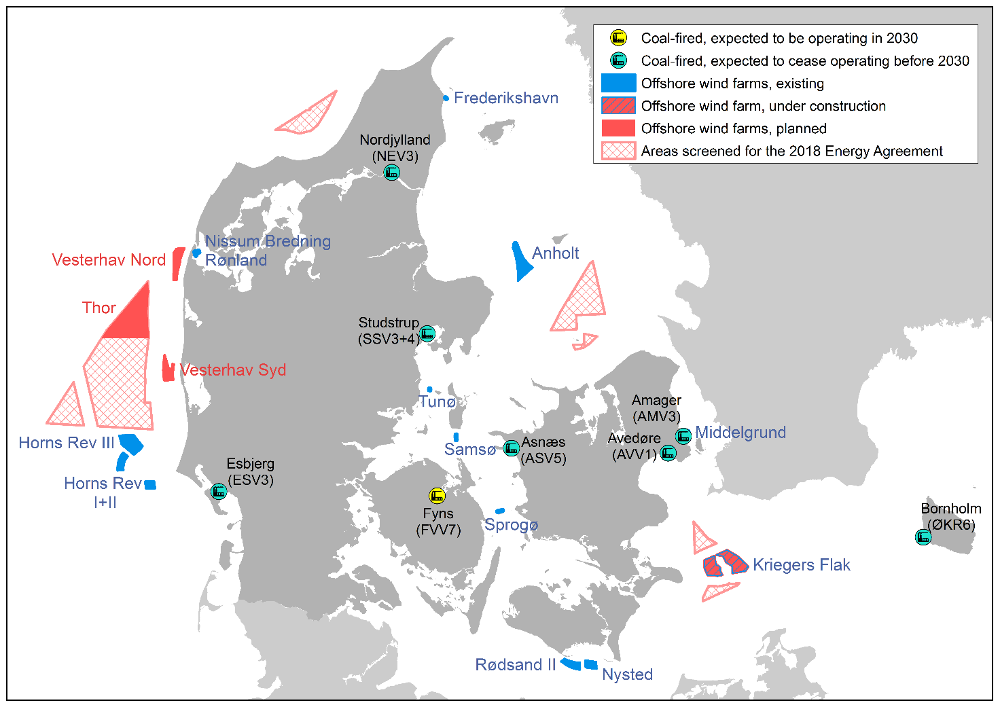 Coal-fired, expected to be operating in 2030
Coal-fired, expected to cease operating before 2030
Offshore wind farms, existing
Offshore wind farm, under construction
Offshore wind farms, planned
Areas screened for the 2018 Energy Agreement
Frederikshavn
Nordjylland
(NEV3)
Nissum Bredning
Rønland
Vesterhav Nord
Anholt
Thor
Studstrup
(SSV3+4)
Vesterhav Syd
Tunø
Amager
(AMV3)
Middelgrund
Horns Rev III
Samsø
Asnæs
(ASV5)
Avedøre
(AVV1)
Esbjerg
(ESV3)
Horns Rev
I+II
Fyns
(FVV7)
Sprogø
Bornholm
(ØKR6)
Kriegers Flak
Rødsand II
Nysted